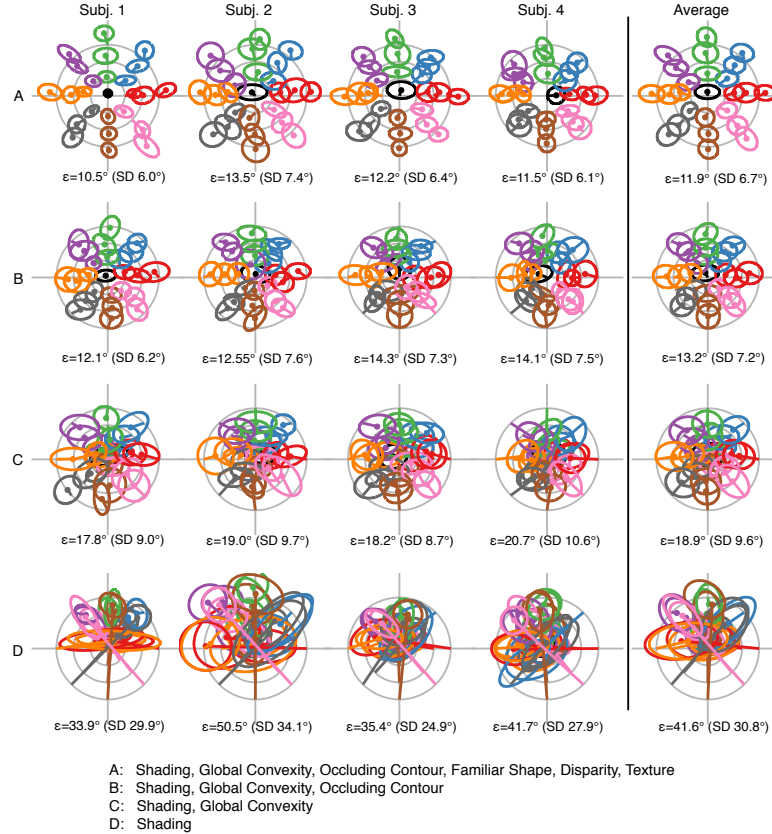 Subj. 1 Subj. 2 Subj. 3 Subj. 4 Average
A
ε=10.5° (SD 6.0°) ε=13.5° (SD 7.4°) ε=12.2° (SD 6.4°) ε=11.5° (SD 6.1°) ε=11.9° (SD 6.7°)
B
ε=12.1° (SD 6.2°) ε=12.55° (SD 7.6°) ε=14.3° (SD 7.3°) ε=14.1° (SD 7.5°) ε=13.2° (SD 7.2°)
C
ε=17.8° (SD 9.0°) ε=19.0° (SD 9.7°) ε=18.2° (SD 8.7°) ε=20.7° (SD 10.6°) ε=18.9° (SD 9.6°)
D
ε=33.9° (SD 29.9°) ε=50.5° (SD 34.1°) ε=35.4° (SD 24.9°) ε=41.7° (SD 27.9°) ε=41.6° (SD 30.8°)
A: Shading, Global Convexity, Occluding Contour, Familiar Shape, Disparity, Texture
B: Shading, Global Convexity, Occluding Contour
C: Shading, Global Convexity
D: Shading